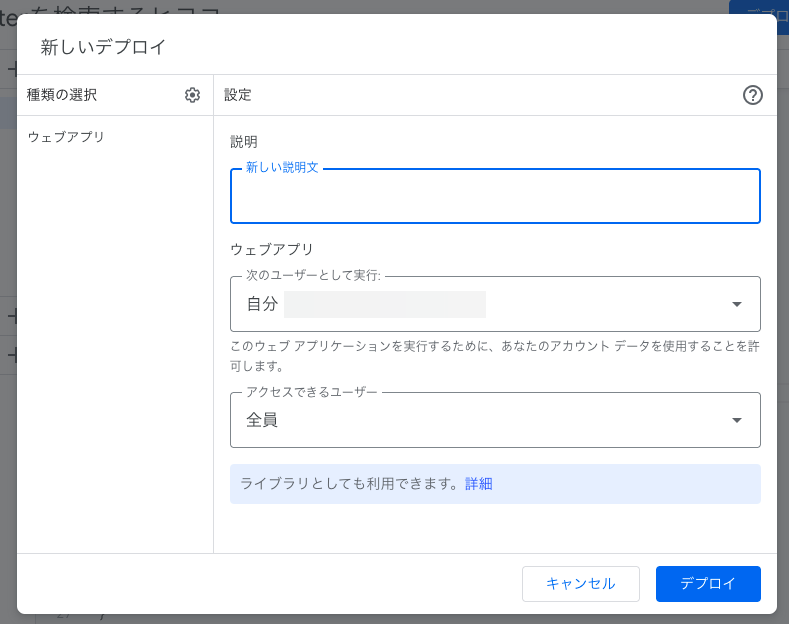 新しいデプロイ
種類の選択
設定
ウェブアプリ
説明
新しい説明文
ウェブアプリ
次のユーザーとして実行:
自分
このウェブ アプリケーションを実行するために、あなたのアカウント データを使用することを許
可します。
アクセスできるユーザー
全員
ライブラリとしても利用できます。詳細
キャンセル
デプロイ